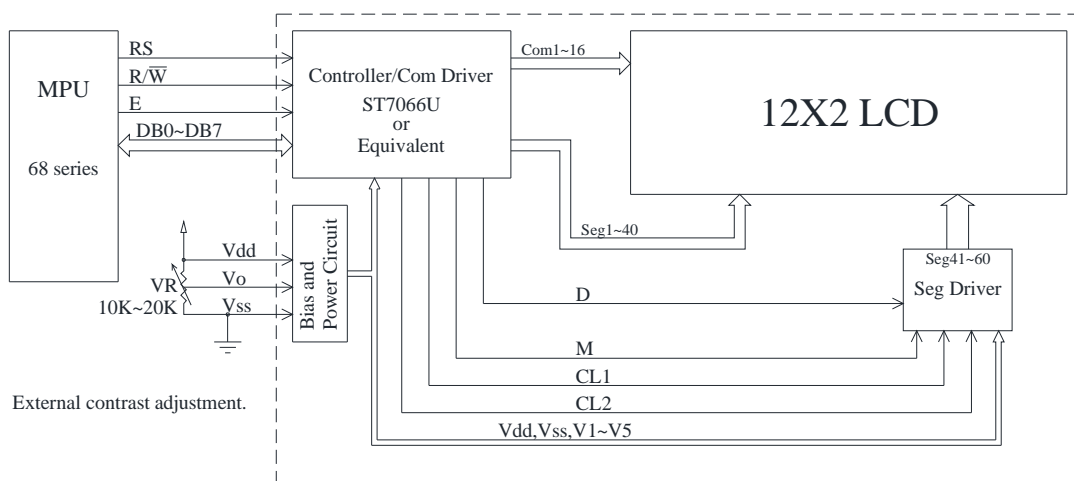 MPU
68 series
RS
R/W̅
E
DB0~DB7
Controller/Com Driver
ST7066U
or
Equivalent
Com1~16
12X2 LCD
Seg1~40
Seg41~60
Seg Driver
Vdd
Vo
Vss
VR
10K~20K
Bias and
Power Circuit
D
M
CL1
CL2
Vdd,Vss,V1~V5
External contrast adjustment.